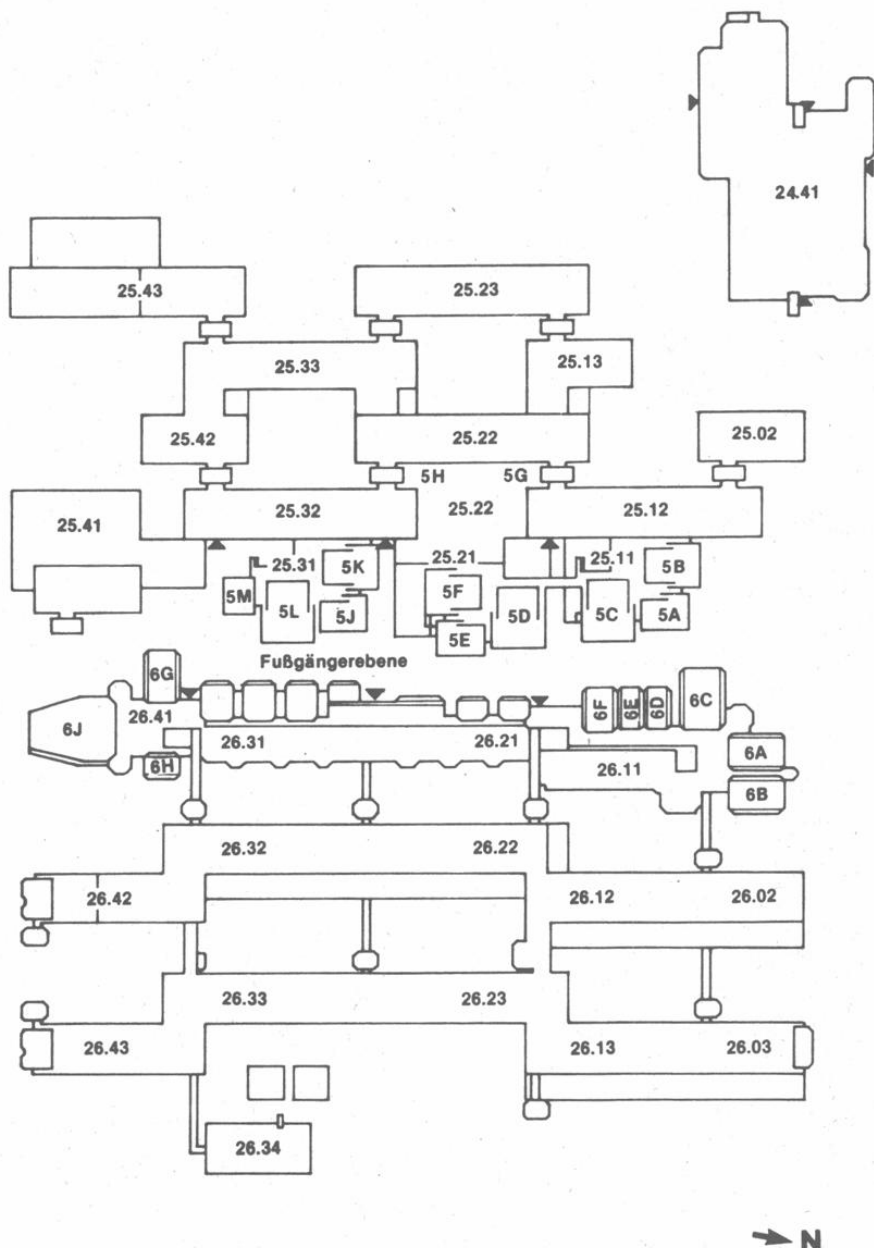 24.41
25.43
25.23
25.33
25.13
25.42
25.22
25.02
5H
5G
25.32
25.22
25.12
25.41
25.31
5K
25.21
25.11
5B
5M
5L
5J
5F
5E
5D
5C
5A
Fußgängerebene
6G
6J
26.41
6F
6E
6D
6C
6H
26.31
26.21
26.11
6A
6B
26.32
26.22
26.42
26.12
26.02
26.33
26.23
26.43
26.13
26.03
26.34
N